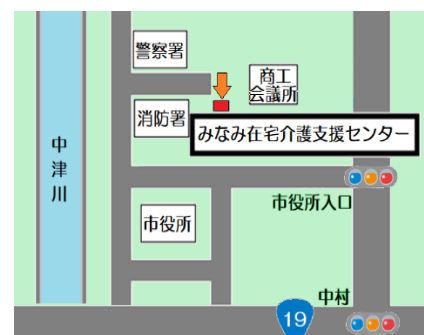 警察署
商工
会議所
消防署
みなみ在宅介護支援センター
中津川
市役所入口
市役所
中村
19